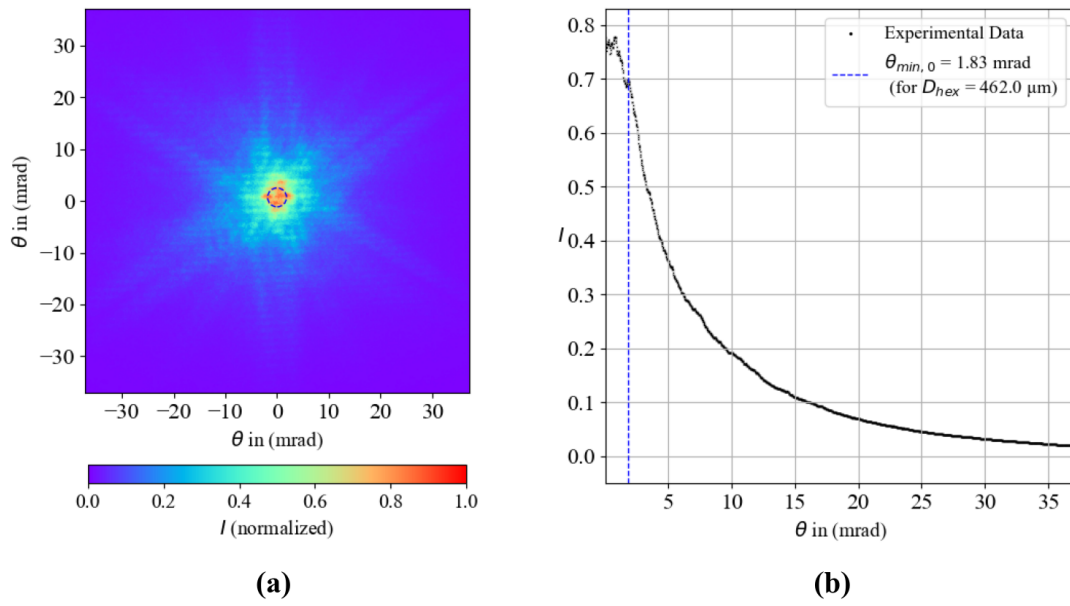 30
20
10
0
−10
−20
−30
θ in (mrad)
−30 −20 −10 0 10 20 30
θ in (mrad)
0.0 0.2 0.4 0.6 0.8 1.0
I (normalized)
(a)
0.8
0.7
0.6
0.5
0.4
0.3
0.2
0.1
0.0
I
Experimental Data
θmin, 0 = 1.83 mrad
(for Dhex = 462.0 μm)
5 10 15 20 25 30 35
θ in (mrad)
(b)